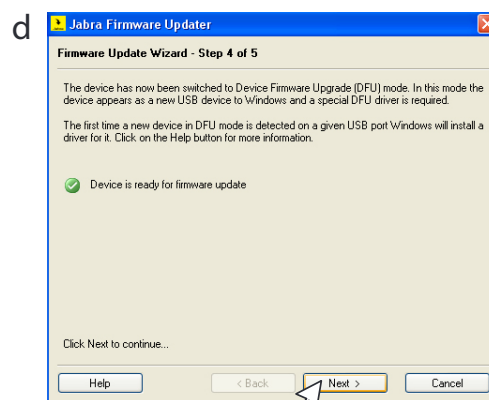 d
Jabra Firmware Updater
Firmware Update Wizard - Step 4 of 5
The device has now been switched to Device Firmware Upgrade (DFU) mode. In this mode the
device appears as a new USB device to Windows and a special DFU driver is required.
The first time a new device in DFU mode is detected on a given USB port Windows will install a
driver for it. Click on the Help button for more information.
Device is ready for firmware update
Click Next to continue...
Help < Back Next > Cancel